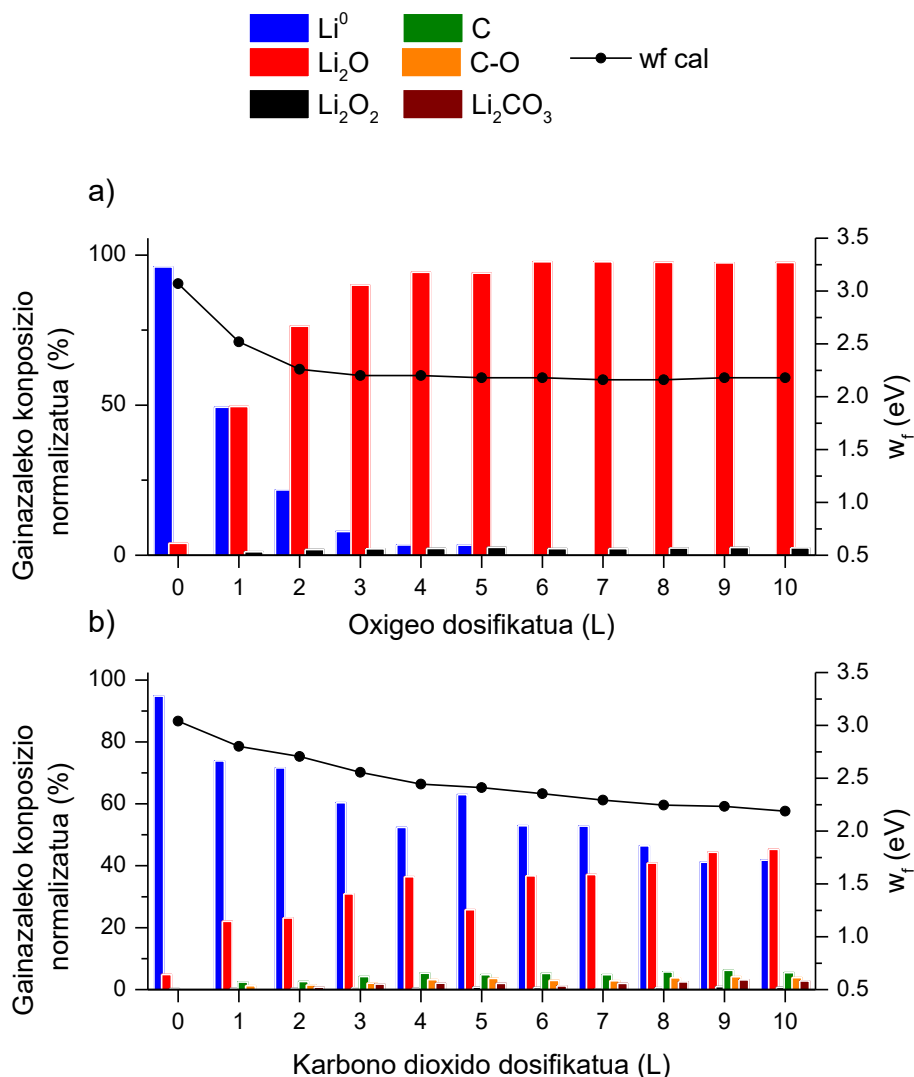 Li⁰ C
Li₂O C-O wf cal
Li₂O₂ Li₂CO₃
a)
Gainazaleko konposizio
normalizatua (%)
100
50
0
3.5
3.0
2.5
2.0
1.5
1.0
0.5
w_f (eV)
0 1 2 3 4 5 6 7 8 9 10
Oxigeo dosifikatua (L)
b)
Gainazaleko konposizio
normalizatua (%)
100
80
60
40
20
0
3.5
3.0
2.5
2.0
1.5
1.0
0.5
w_f (eV)
0 1 2 3 4 5 6 7 8 9 10
Karbono dioxido dosifikatua (L)